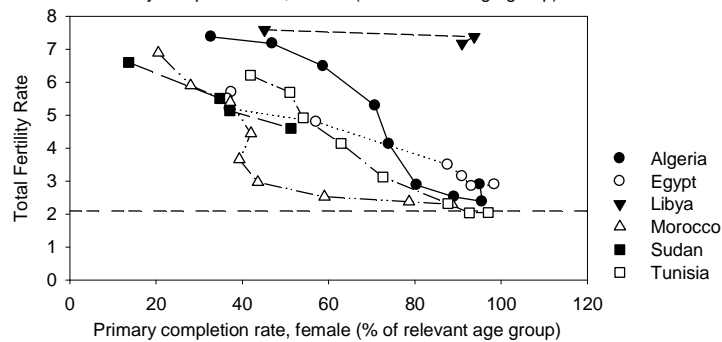 8
7
6
5
4
3
2
1
0
Total Fertility Rate
0 20 40 60 80 100 120
Primary completion rate, female (% of relevant age group)
Algeria
Egypt
Libya
Morocco
Sudan
Tunisia